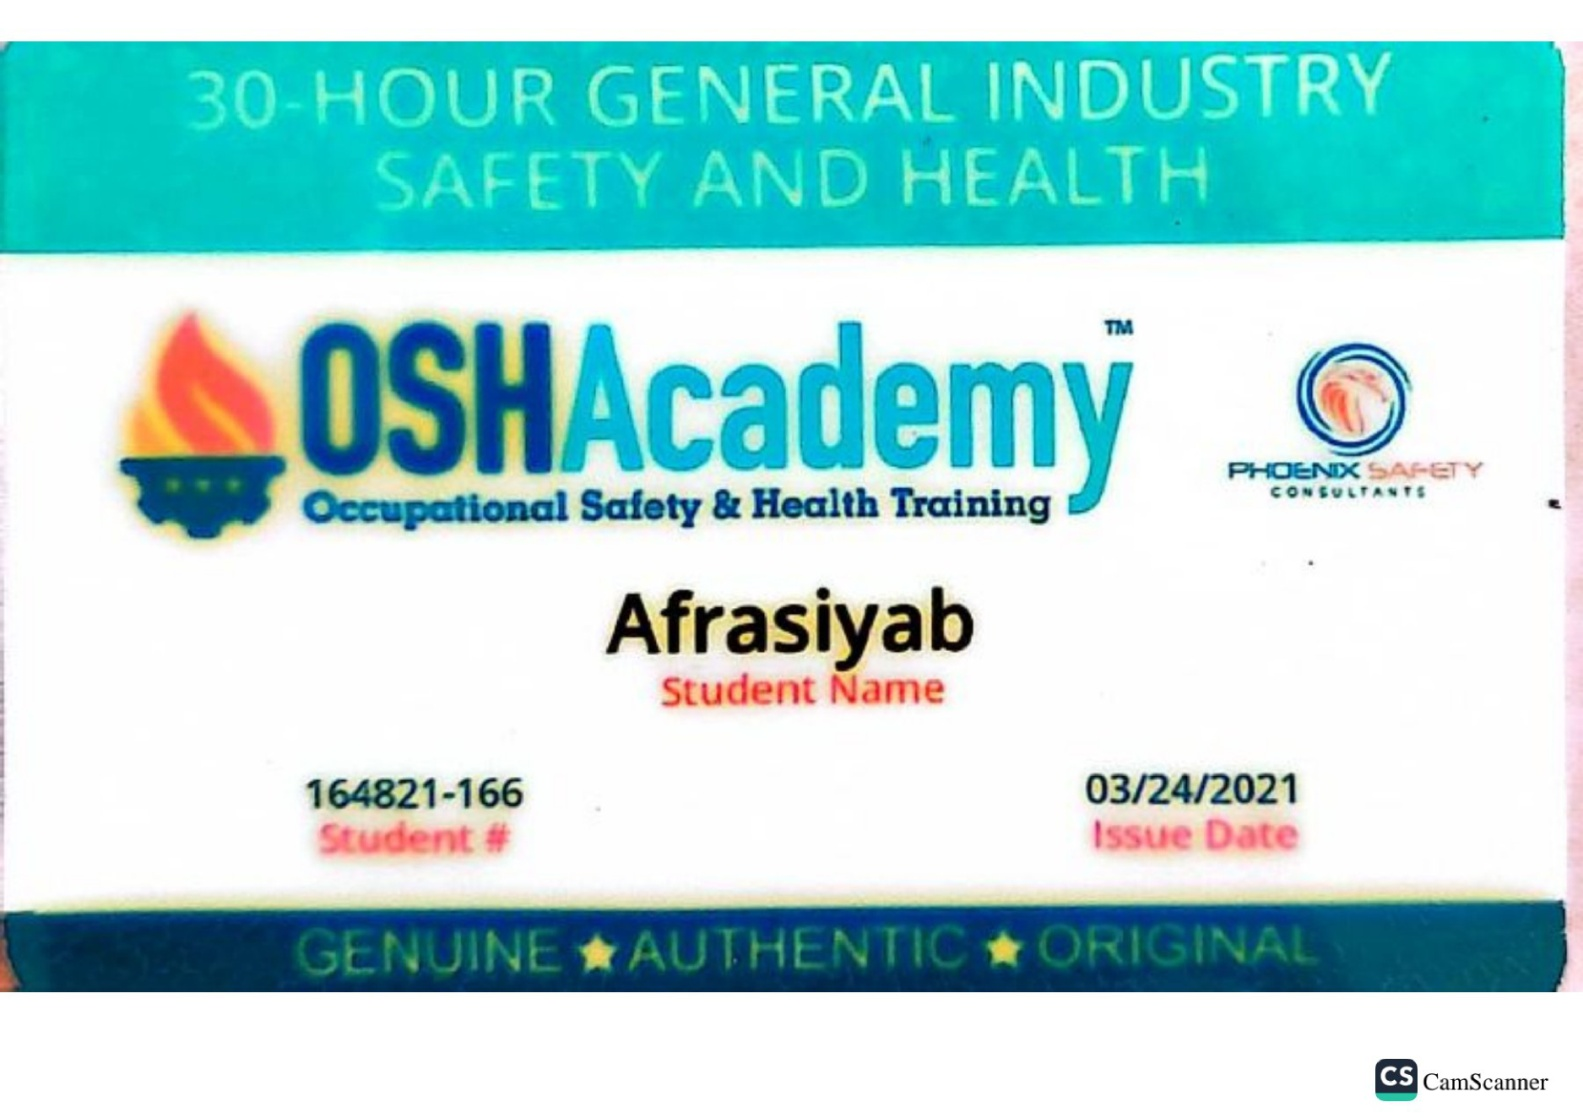 30-HOUR GENERAL INDUSTRY
SAFETY AND HEALTH
OSHAcademy™
Occupational Safety & Health Training
PHOENIX SAFETY
CONSULTANTS
Afrasiyab
Student Name
164821-166
Student #
03/24/2021
Issue Date
GENUINE ★ AUTHENTIC ★ ORIGINAL
CS CamScanner